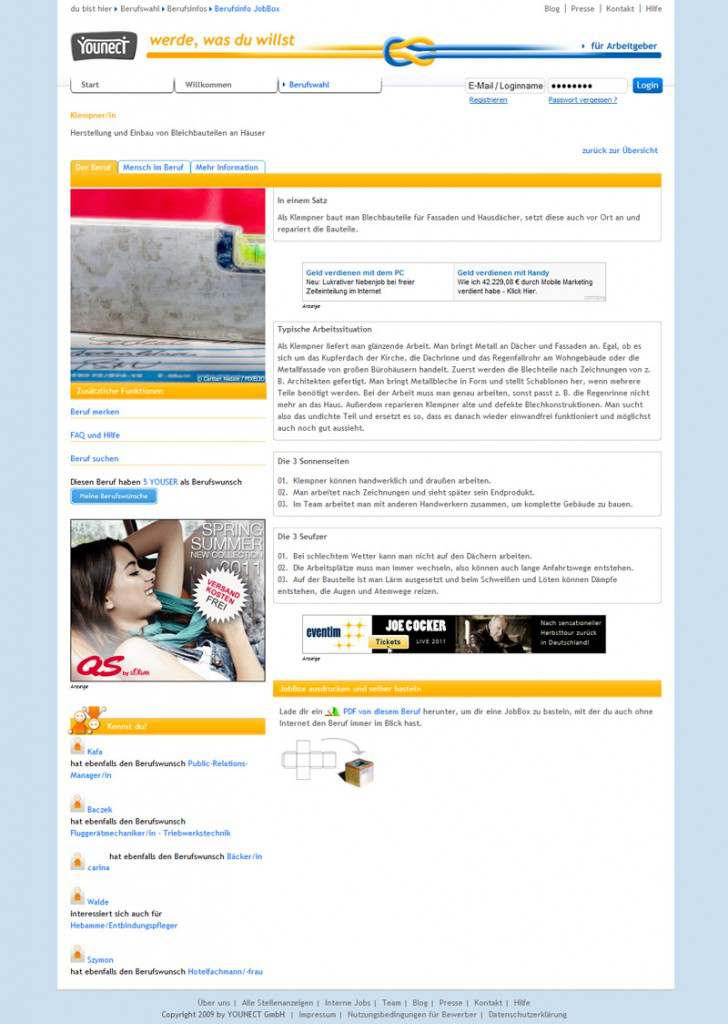 du bist hier Berufswahl Berufsinfos Berufsinfo JobBox
Blog | Presse | Kontakt | Hilfe
YOUNECT
werde, was du willst
für Arbeitgeber
Start
Willkommen
Berufswahl
E-Mail / Loginname
Login
Registrieren
Passwort vergessen ?
Klempner/in
Herstellung und Einbau von Blechbauteilen an Häuser
zurück zur Übersicht
Der Beruf
Mensch im Beruf
Mehr Information
In einem Satz
Als Klempner baut man Blechbauteile für Fassaden und Hausdächer, setzt diese auch vor Ort an und
repariert die Bauteile.
Geld verdienen mit dem PC
Neu: Lukrativer Nebenjob bei freier
Zeiteinteilung im Internet
Geld verdienen mit Handy
Wie ich 42.229,08 € durch Mobile Marketing
verdient habe - Klick Hier.
Anzeige
Typische Arbeitssituation
Als Klempner liefert man glänzende Arbeit. Man bringt Metall an Dächer und Fassaden an. Egal, ob es
sich um das Kupferdach der Kirche, die Dachrinne und das Regenfallrohr am Wohngebäude oder die
Metallfassade von großen Bürohäusern handelt. Zuerst werden die Blechteile nach Zeichnungen von z.
B. Architekten gefertigt. Man bringt Metallbleche in Form und stellt Schablonen her, wenn mehrere
Teile benötigt werden. Bei der Arbeit muss man genau arbeiten, sonst passt z. B. die Regenrinne nicht
mehr an das Haus. Außerdem reparieren Klempner alte und defekte Blechkonstruktionen. Man sucht
also das undichte Teil und ersetzt es so, dass es danach wieder einwandfrei funktioniert und möglichst
auch noch gut aussieht.
Die 3 Sonnenseiten
01. Klempner können handwerklich und draußen arbeiten.
02. Man arbeitet nach Zeichnungen und sieht später sein Endprodukt.
03. Im Team arbeitet man mit anderen Handwerkern zusammen, um komplette Gebäude zu bauen.
Die 3 Seufzer
01. Bei schlechtem Wetter kann man nicht auf den Dächern arbeiten.
02. Die Arbeitsplätze muss man immer wechseln, also können auch lange Anfahrtswege entstehen.
03. Auf der Baustelle ist man Lärm ausgesetzt und beim Schweißen und Löten können Dämpfe
entstehen, die Augen und Atemwege reizen.
eventim
Tickets
JOE COCKER
LIVE 2011
Nach sensationeller
Herbsttour zurück
in Deutschland!
Anzeige
JobBox ausdrucken und selber basteln
Lade dir ein PDF von diesem Beruf herunter, um dir eine JobBox zu basteln, mit der du auch ohne
Internet den Beruf immer im Blick hast.
© Carsten Nadale / PIXELIO
Zusätzliche Funktionen
Beruf merken
FAQ und Hilfe
Beruf suchen
Diesen Beruf haben 5 YOUSER als Berufswunsch
Meine Berufswünsche
SPRING
SUMMER
NEW COLLECTION
2011
VERSAND
KOSTEN
FREI
QS by s.Oliver
Anzeige
Kennst du?
Kafa
hat ebenfalls den Berufswunsch Public-Relations-
Manager/in
Baczek
hat ebenfalls den Berufswunsch
Fluggerätmechaniker/in - Triebwerkstechnik
hat ebenfalls den Berufswunsch Bäcker/in
carina
Walde
interessiert sich auch für
Hebamme/Entbindungspfleger
Szymon
hat ebenfalls den Berufswunsch Hotelfachmann/-frau
Über uns | Alle Stellenanzeigen | Interne Jobs | Team | Blog | Presse | Kontakt | Hilfe
Copyright 2009 by YOUNECT GmbH | Impressum | Nutzungsbedingungen für Bewerber | Datenschutzerklärung